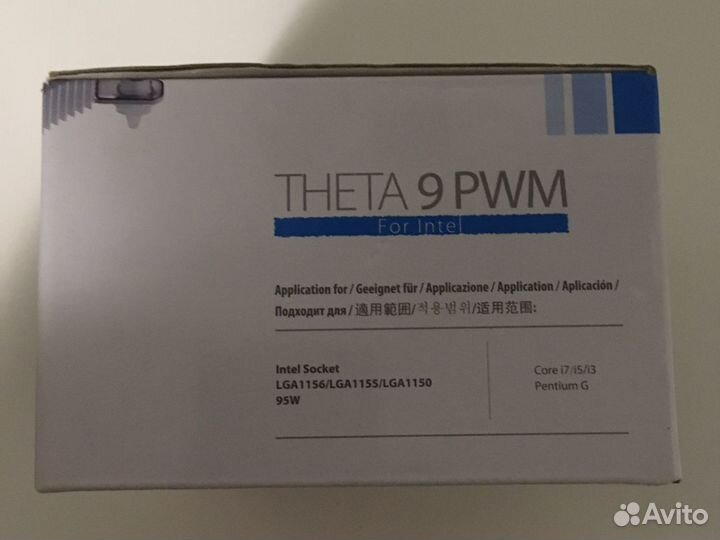 THETA 9 PWM
For Intel
Application for / Geeignet für / Applicazione / Application / Aplicación /
Подходит для / 適用範囲/적용범위/适用范围:
Intel Socket
LGA1156/LGA1155/LGA1150
95W
Core i7/i5/i3
Pentium G
Avito